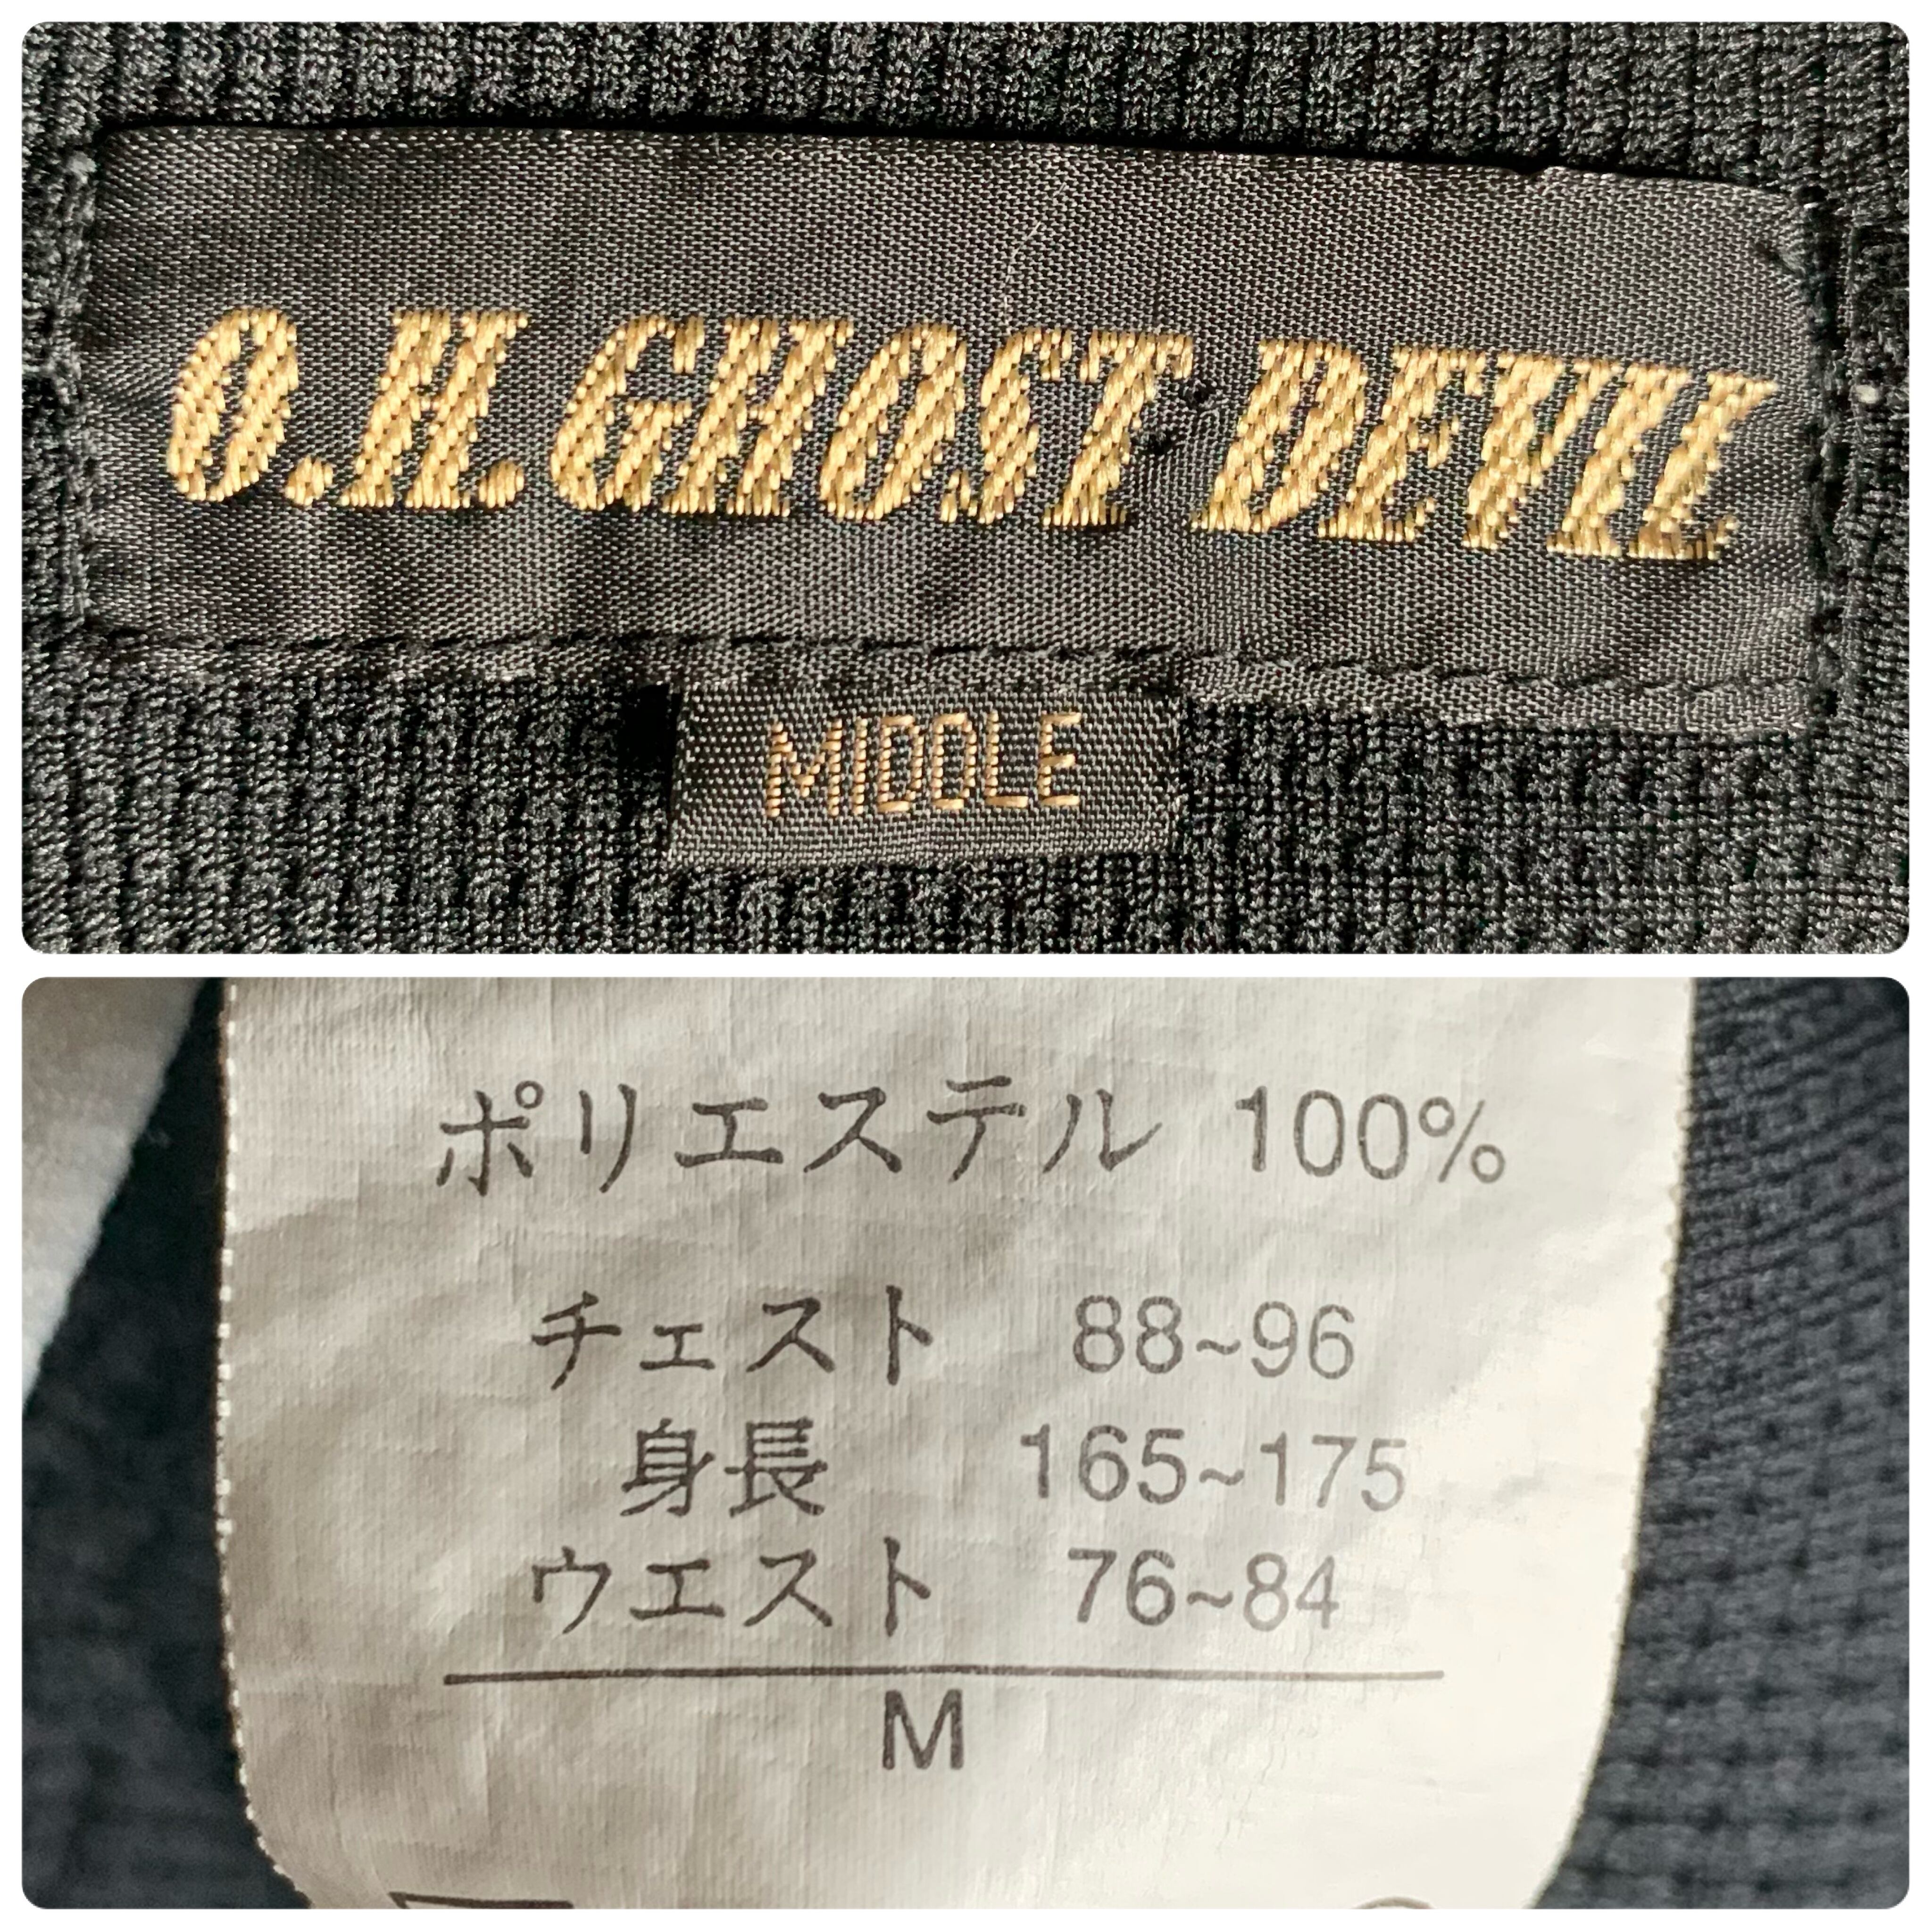 O.H.GHOST DEVIL
MIDDLE
ポリエステル 100%
チェスト 88~96
身長 165~175
ウエスト 76~84
M